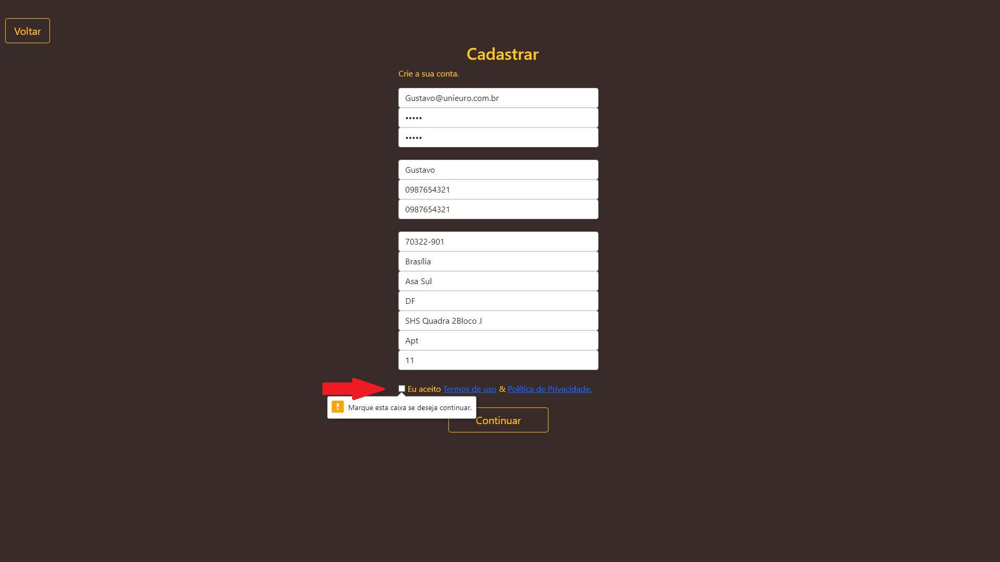 Voltar
Cadastrar
Crie a sua conta.
Gustavo@unieuro.com.br
•••••
•••••
Gustavo
0987654321
0987654321
70322-901
Brasília
Asa Sul
DF
SHS Quadra 2Bloco J
Apt
11
Eu aceito Termos de uso & Política de Privacidade.
Marque esta caixa se deseja continuar.
Continuar